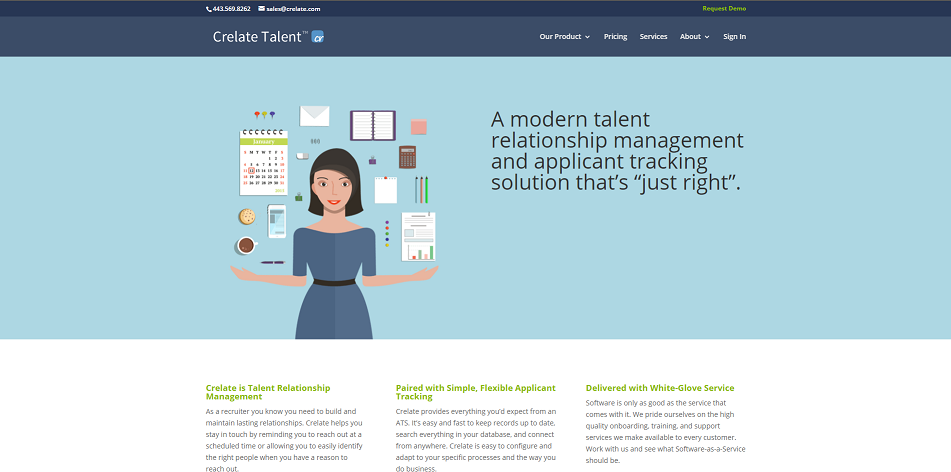 443.569.8262 sales@crelate.com Request Demo
Crelate Talent™ cr Our Product Pricing Services About Sign In
January
S M T W T F S
A modern talent
relationship management
and applicant tracking
solution that’s “just right”.
Crelate is Talent Relationship
Management
As a recruiter you know you need to build and
maintain lasting relationships. Crelate helps you
stay in touch by reminding you to reach out at a
scheduled time or allowing you to easily identify
the right people when you have a reason to
reach out.
Paired with Simple, Flexible Applicant
Tracking
Crelate provides everything you’d expect from an
ATS. It’s easy and fast to keep records up to date,
search everything in your database, and connect
from anywhere. Crelate is easy to configure and
adapt to your specific processes and the way you
do business.
Delivered with White-Glove Service
Software is only as good as the service that
comes with it. We pride ourselves on the high
quality onboarding, training, and support
services we make available to every customer.
Work with us and see what Software-as-a-Service
should be.